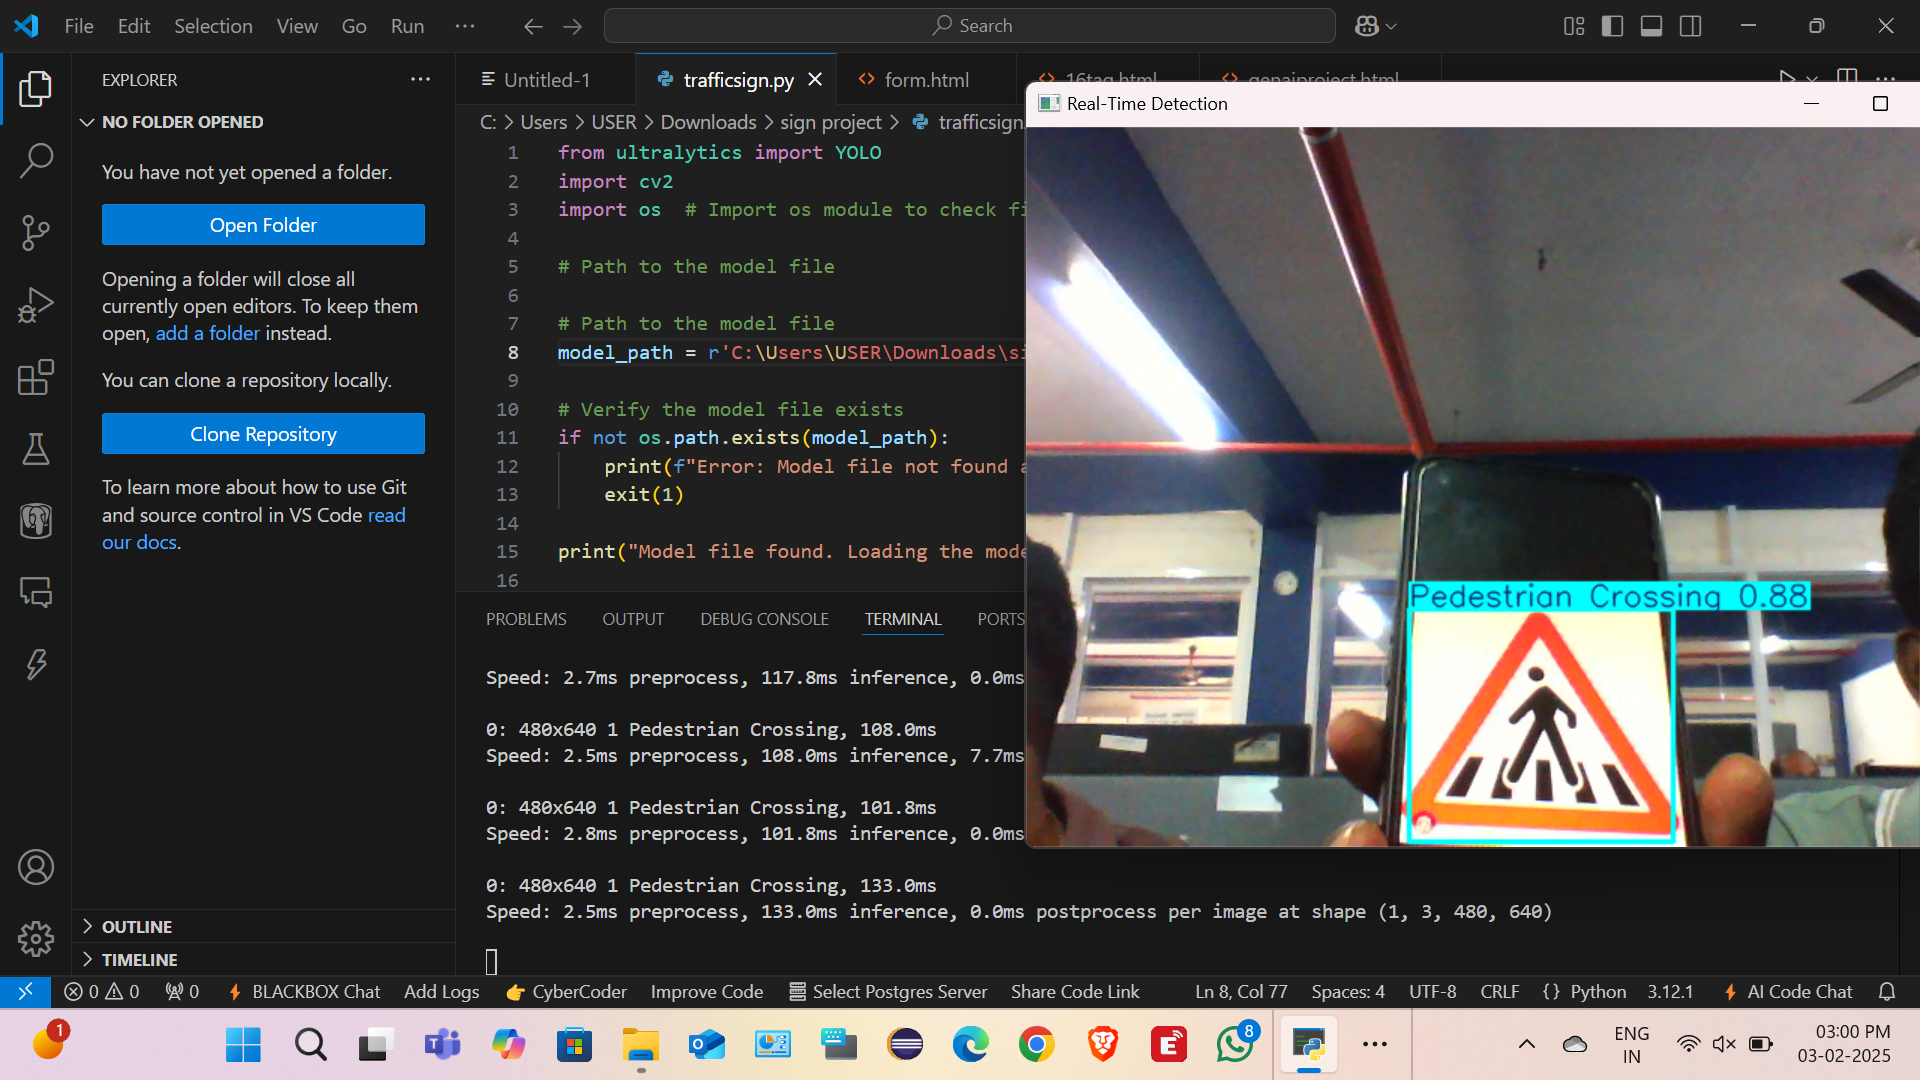 File Edit Selection View Go Run ... Search
EXPLORER
NO FOLDER OPENED
You have not yet opened a folder.
Open Folder
Opening a folder will close all
currently open editors. To keep them
open, add a folder instead.
You can clone a repository locally.
Clone Repository
To learn more about how to use Git
and source control in VS Code read
our docs.
OUTLINE
TIMELINE
Untitled-1 trafficsign.py form.html 16tag.html genaiproject.html
C: > Users > USER > Downloads > sign project > trafficsign.
1 from ultralytics import YOLO
2 import cv2
3 import os # Import os module to check fi
4
5 # Path to the model file
6
7 # Path to the model file
8 model_path = r'C:\Users\USER\Downloads\si
9
10 # Verify the model file exists
11 if not os.path.exists(model_path):
12 print(f"Error: Model file not found a
13 exit(1)
14
15 print("Model file found. Loading the mode
16
PROBLEMS OUTPUT DEBUG CONSOLE TERMINAL PORTS
Speed: 2.7ms preprocess, 117.8ms inference, 0.0ms
0: 480x640 1 Pedestrian Crossing, 108.0ms
Speed: 2.5ms preprocess, 108.0ms inference, 7.7ms
0: 480x640 1 Pedestrian Crossing, 101.8ms
Speed: 2.8ms preprocess, 101.8ms inference, 0.0ms
0: 480x640 1 Pedestrian Crossing, 133.0ms
Speed: 2.5ms preprocess, 133.0ms inference, 0.0ms postprocess per image at shape (1, 3, 480, 640)
Real-Time Detection
Pedestrian Crossing 0.88
0 0 0 BLACKBOX Chat Add Logs CyberCoder Improve Code Select Postgres Server Share Code Link Ln 8, Col 77 Spaces: 4 UTF-8 CRLF {} Python 3.12.1 AI Code Chat
1 8 ENG
IN
03:00 PM
03-02-2025